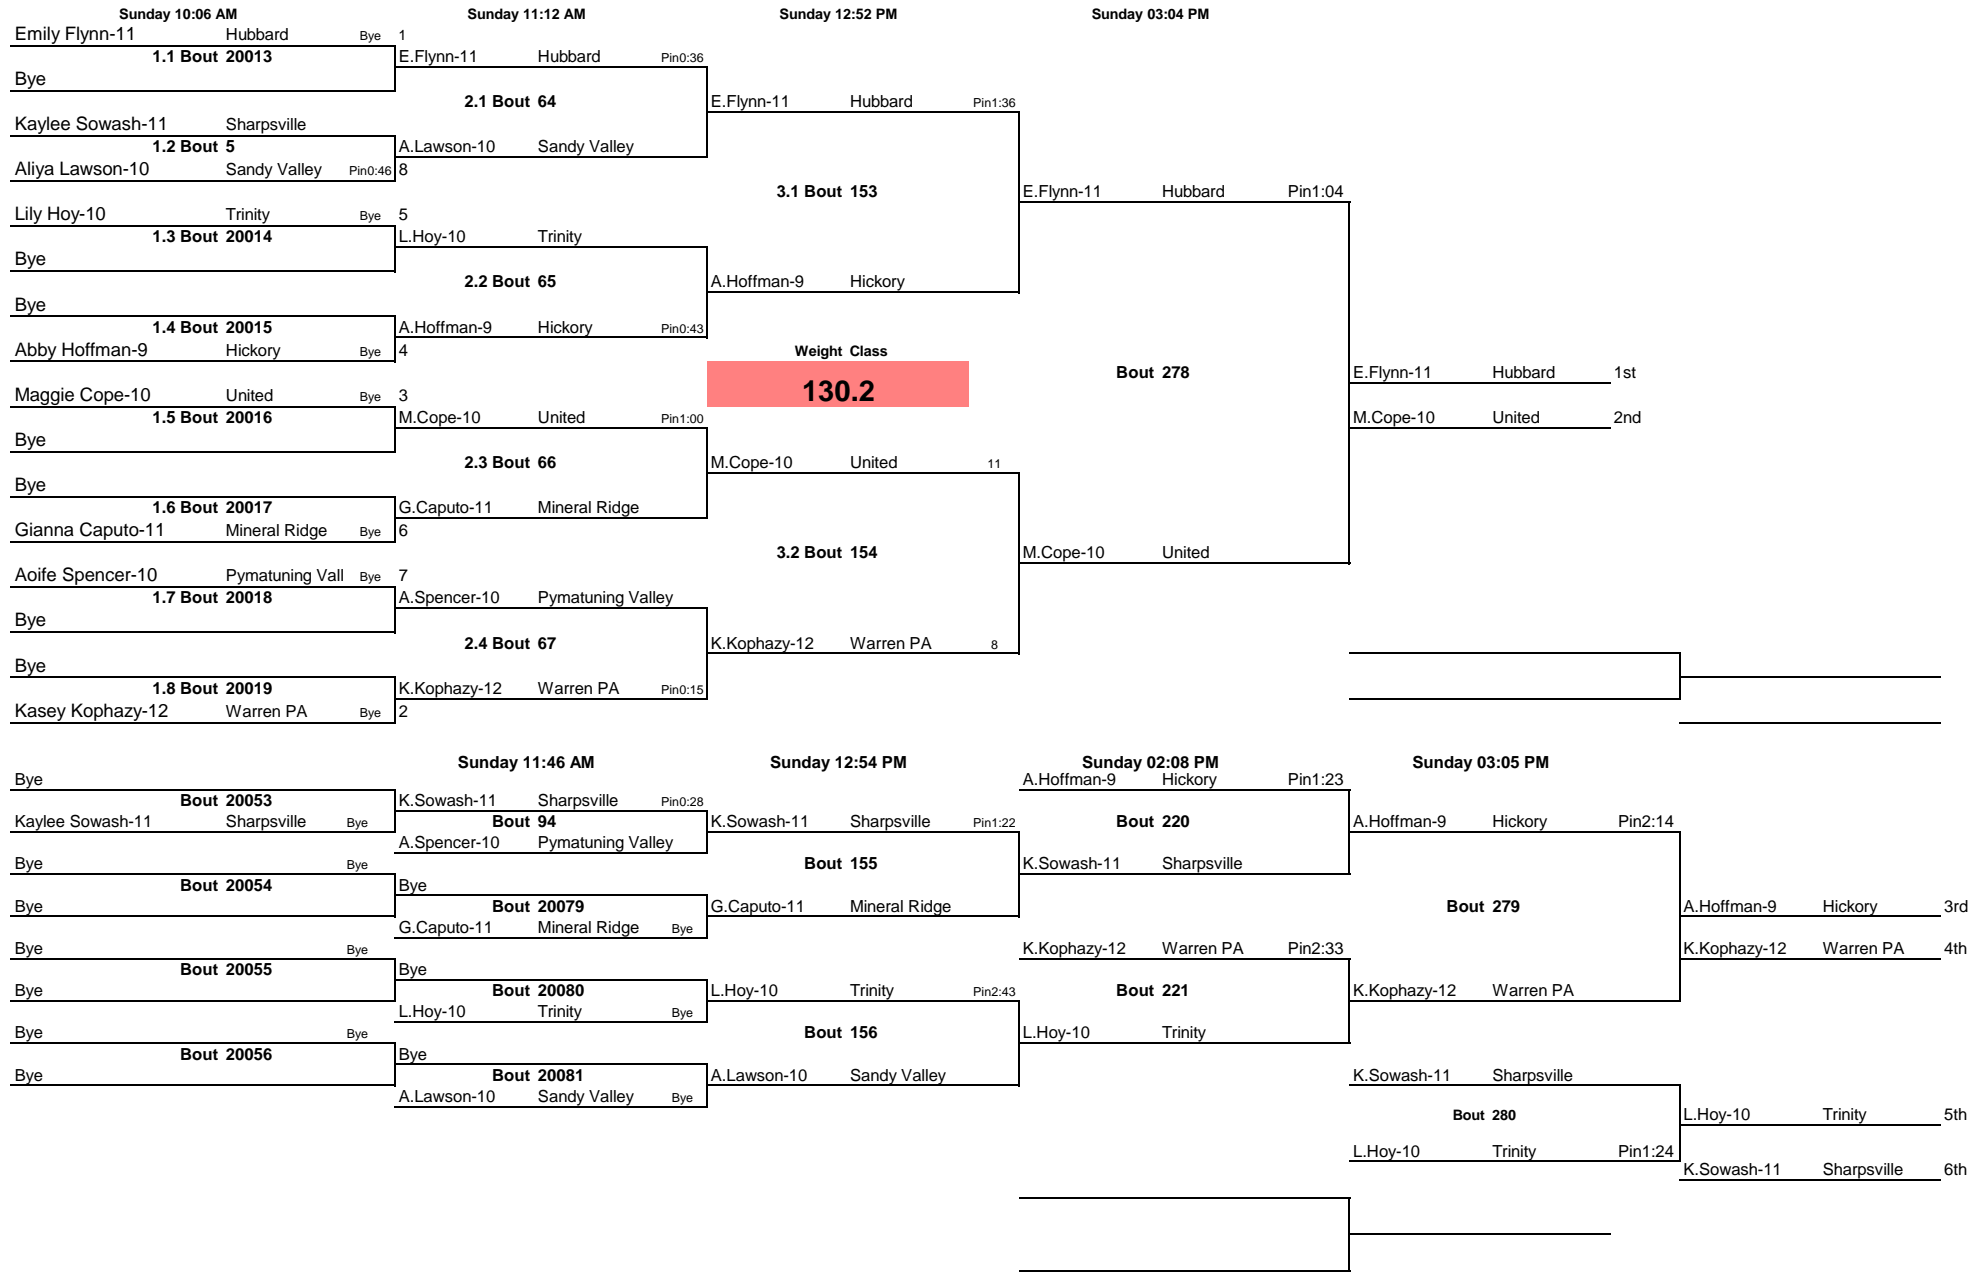 Sunday 10:06 AM Sunday 11:12 AM Sunday 12:52 PM Sunday 03:04 PM
Emily Flynn-11 Hubbard Bye 1
1.1 Bout 20013 E.Flynn-11 Hubbard Pin0:36
Bye
2.1 Bout 64 E.Flynn-11 Hubbard Pin1:36
Kaylee Sowash-11 Sharpsville
1.2 Bout 5 A.Lawson-10 Sandy Valley
Aliya Lawson-10 Sandy Valley Pin0:46 8
3.1 Bout 153 E.Flynn-11 Hubbard Pin1:04
Lily Hoy-10 Trinity Bye 5
1.3 Bout 20014 L.Hoy-10 Trinity
Bye
2.2 Bout 65 A.Hoffman-9 Hickory
Bye
1.4 Bout 20015 A.Hoffman-9 Hickory Pin0:43
Abby Hoffman-9 Hickory Bye 4 Weight Class
Bout 278 E.Flynn-11 Hubbard 1st
Maggie Cope-10 United Bye 3 130.2
1.5 Bout 20016 M.Cope-10 United Pin1:00 M.Cope-10 United 2nd
Bye
2.3 Bout 66 M.Cope-10 United 11
Bye
1.6 Bout 20017 G.Caputo-11 Mineral Ridge
Gianna Caputo-11 Mineral Ridge Bye 6
3.2 Bout 154 M.Cope-10 United
Aoife Spencer-10 Pymatuning Vall Bye 7
1.7 Bout 20018 A.Spencer-10 Pymatuning Valley
Bye
2.4 Bout 67 K.Kophazy-12 Warren PA 8
Bye
1.8 Bout 20019 K.Kophazy-12 Warren PA Pin0:15
Kasey Kophazy-12 Warren PA Bye 2
Sunday 11:46 AM Sunday 12:54 PM Sunday 02:08 PM Sunday 03:05 PM
Bye A.Hoffman-9 Hickory Pin1:23
Bout 20053 K.Sowash-11 Sharpsville Pin0:28
Kaylee Sowash-11 Sharpsville Bye Bout 94 K.Sowash-11 Sharpsville Pin1:22 Bout 220 A.Hoffman-9 Hickory Pin2:14
A.Spencer-10 Pymatuning Valley
Bye Bye Bout 155 K.Sowash-11 Sharpsville
Bout 20054 Bye
Bye Bout 20079 G.Caputo-11 Mineral Ridge Bout 279 A.Hoffman-9 Hickory 3rd
G.Caputo-11 Mineral Ridge Bye
Bye Bye K.Kophazy-12 Warren PA Pin2:33 K.Kophazy-12 Warren PA 4th
Bout 20055 Bye
Bye Bout 20080 L.Hoy-10 Trinity Pin2:43 Bout 221 K.Kophazy-12 Warren PA
L.Hoy-10 Trinity Bye
Bye Bye Bout 156 L.Hoy-10 Trinity
Bout 20056 Bye
Bye Bout 20081 A.Lawson-10 Sandy Valley K.Sowash-11 Sharpsville
A.Lawson-10 Sandy Valley Bye
Bout 280 L.Hoy-10 Trinity 5th
L.Hoy-10 Trinity Pin1:24
K.Sowash-11 Sharpsville 6th